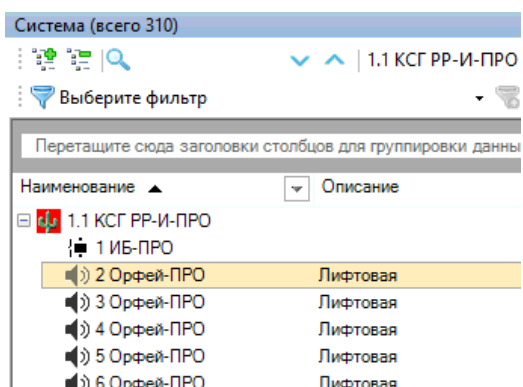 Система (всего 310)
1.1 КСГ РР-И-ПРО
Выберите фильтр
Перетащите сюда заголовки столбцов для группировки данны
Наименование Описание
1.1 КСГ РР-И-ПРО
1 ИБ-ПРО
2 Орфей-ПРО Лифтовая
3 Орфей-ПРО Лифтовая
4 Орфей-ПРО Лифтовая
5 Орфей-ПРО Лифтовая
6 Орфей-ПРО Лифтовая